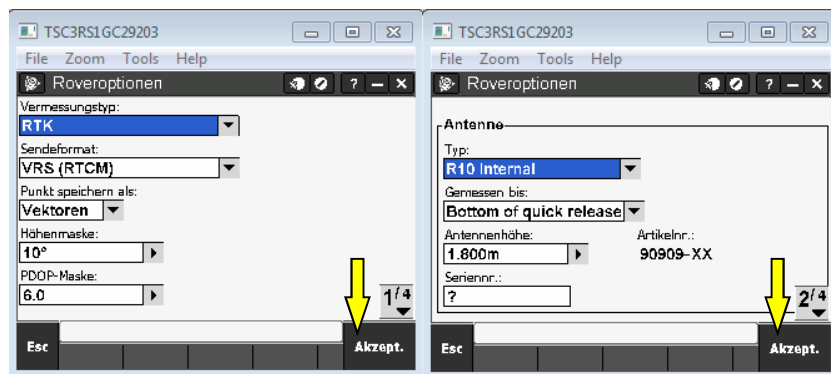 TSC3RS1GC29203
File Zoom Tools Help
Roveroptionen
? – x
Vermessungstyp:
RTK
Sendeformat:
VRS (RTCM)
Punkt speichern als:
Vektoren
Höhenmaske:
10°
PDOP-Maske:
6.0
1/4
Esc
Akzept.
TSC3RS1GC29203
File Zoom Tools Help
Roveroptionen
? – x
Antenne
Typ:
R10 Internal
Gemessen bis:
Bottom of quick release
Antennenhöhe: Artikelnr.:
1.800m 90909-XX
Seriennr.:
?
2/4
Esc
Akzept.